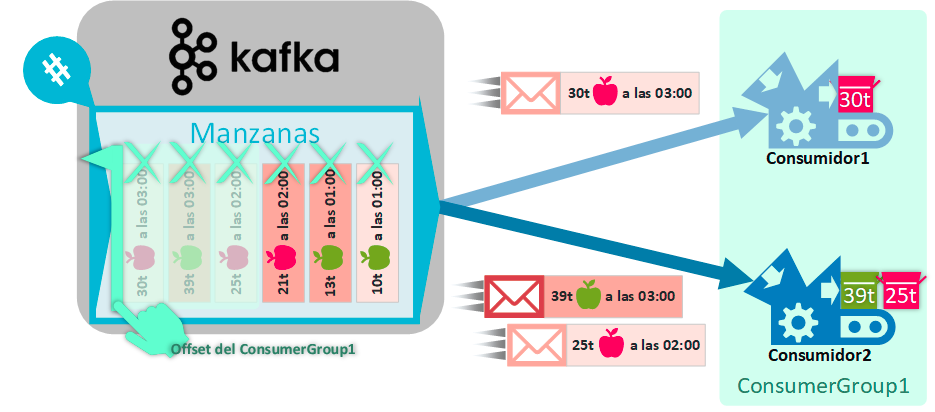 kafka
#
Manzanas
30t a las 03:00
39t a las 03:00
25t a las 02:00
21t a las 02:00
13t a las 01:00
10t a las 01:00
Offset del ConsumerGroup1
30t a las 03:00
39t a las 03:00
25t a las 02:00
30t
Consumidor1
39t
25t
Consumidor2
ConsumerGroup1